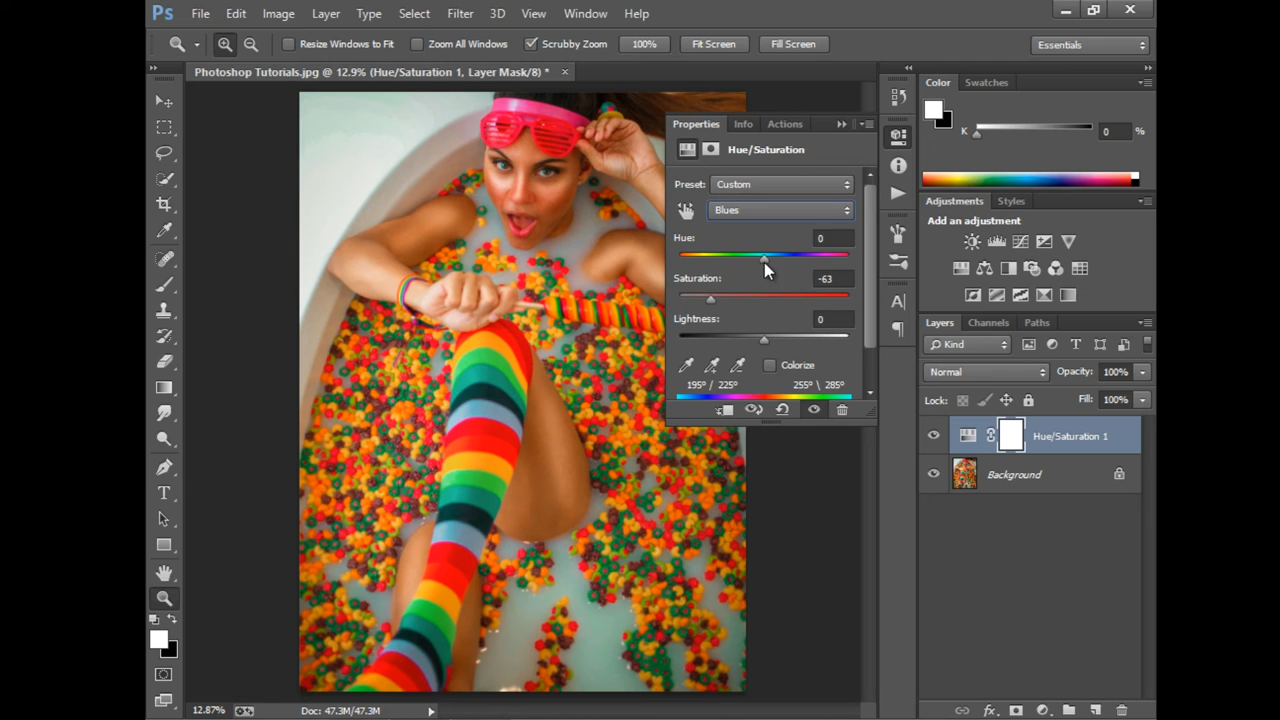 Ps File Edit Image Layer Type Select Filter 3D View Window Help
Resize Windows to Fit Zoom All Windows Scrubby Zoom 100% Fit Screen Fill Screen Essentials
Photoshop Tutorials.jpg @ 12.9% (Hue/Saturation 1, Layer Mask/8) *
Color Swatches
K 0 %
Properties Info Actions
Hue/Saturation
Preset: Custom
Blues
Hue: 0
Saturation: -63
Lightness: 0
Colorize
195° / 225° 255° \ 285°
Adjustments Styles
Add an adjustment
Layers Channels Paths
Kind
Normal Opacity: 100%
Lock: Fill: 100%
Hue/Saturation 1
Background
12.87% Doc: 47.3M/47.3M